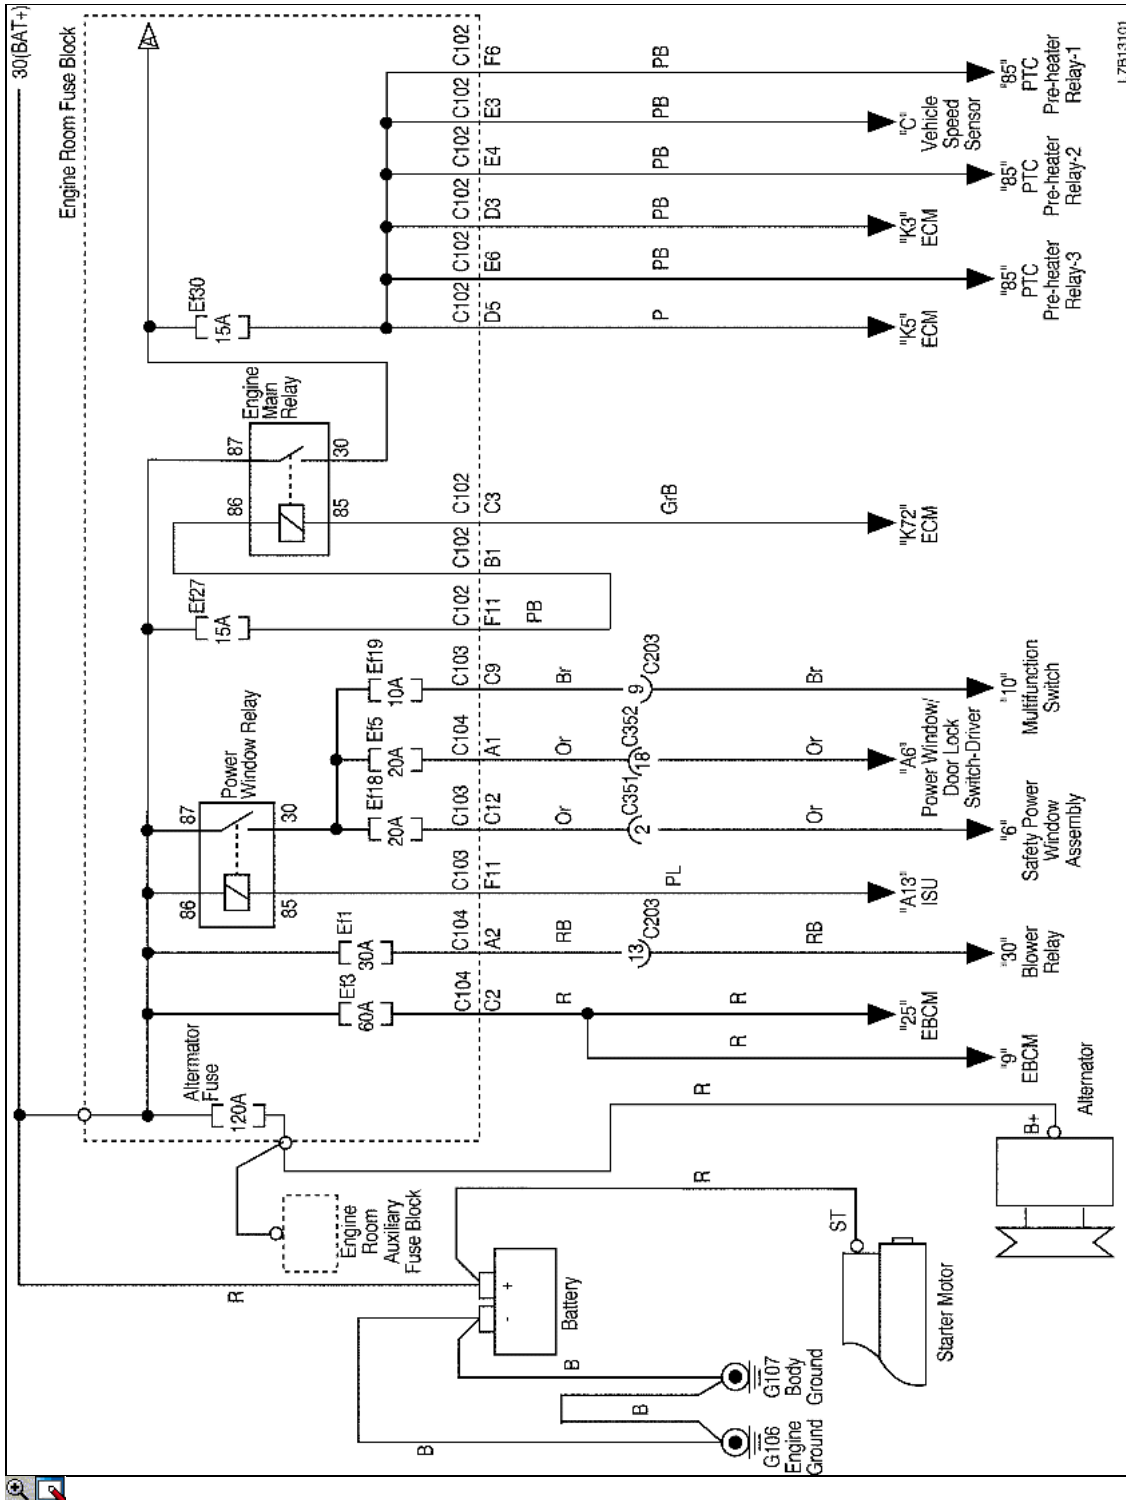 30(BAT+)
Engine Room Fuse Block
A
L7B13101
Alternator
Fuse
120A
Ef3
60A
Ef1
30A
Power
Window Relay
87
30
86
85
Ef18
20A
Ef5
20A
Ef19
10A
Ef27
15A
Engine
Main
Relay
87
30
86
85
Ef30
15A
C104
C2
C104
A2
C103
F11
C103
C12
C104
A1
C103
C9
C102
F11
C102
B1
C102
C3
C102
D5
C102
E6
C102
D3
C102
E4
C102
E3
C102
F6
R
RB
PL
Or
Or
Br
PB
GrB
P
PB
PB
PB
PB
PB
13
C203
2
C351
18
C352
9
C203
R
R
RB
Or
Or
Br
"9"
EBCM
"25"
EBCM
"30"
Blower
Relay
"A13"
ISU
"6"
Safety Power
Window
Assembly
"A6"
Power Window/
Door Lock
Switch-Driver
"10"
Multifunction
Switch
"K72"
ECM
"K5"
ECM
"85"
PTC
Pre-heater
Relay-3
"K3"
ECM
"85"
PTC
Pre-heater
Relay-2
"C"
Vehicle
Speed
Sensor
"85"
PTC
Pre-heater
Relay-1
Engine
Room
Auxiliary
Fuse Block
R
+
-
Battery
R
R
B
B
B
G106
Engine
Ground
G107
Body
Ground
ST
Starter Motor
B+
Alternator